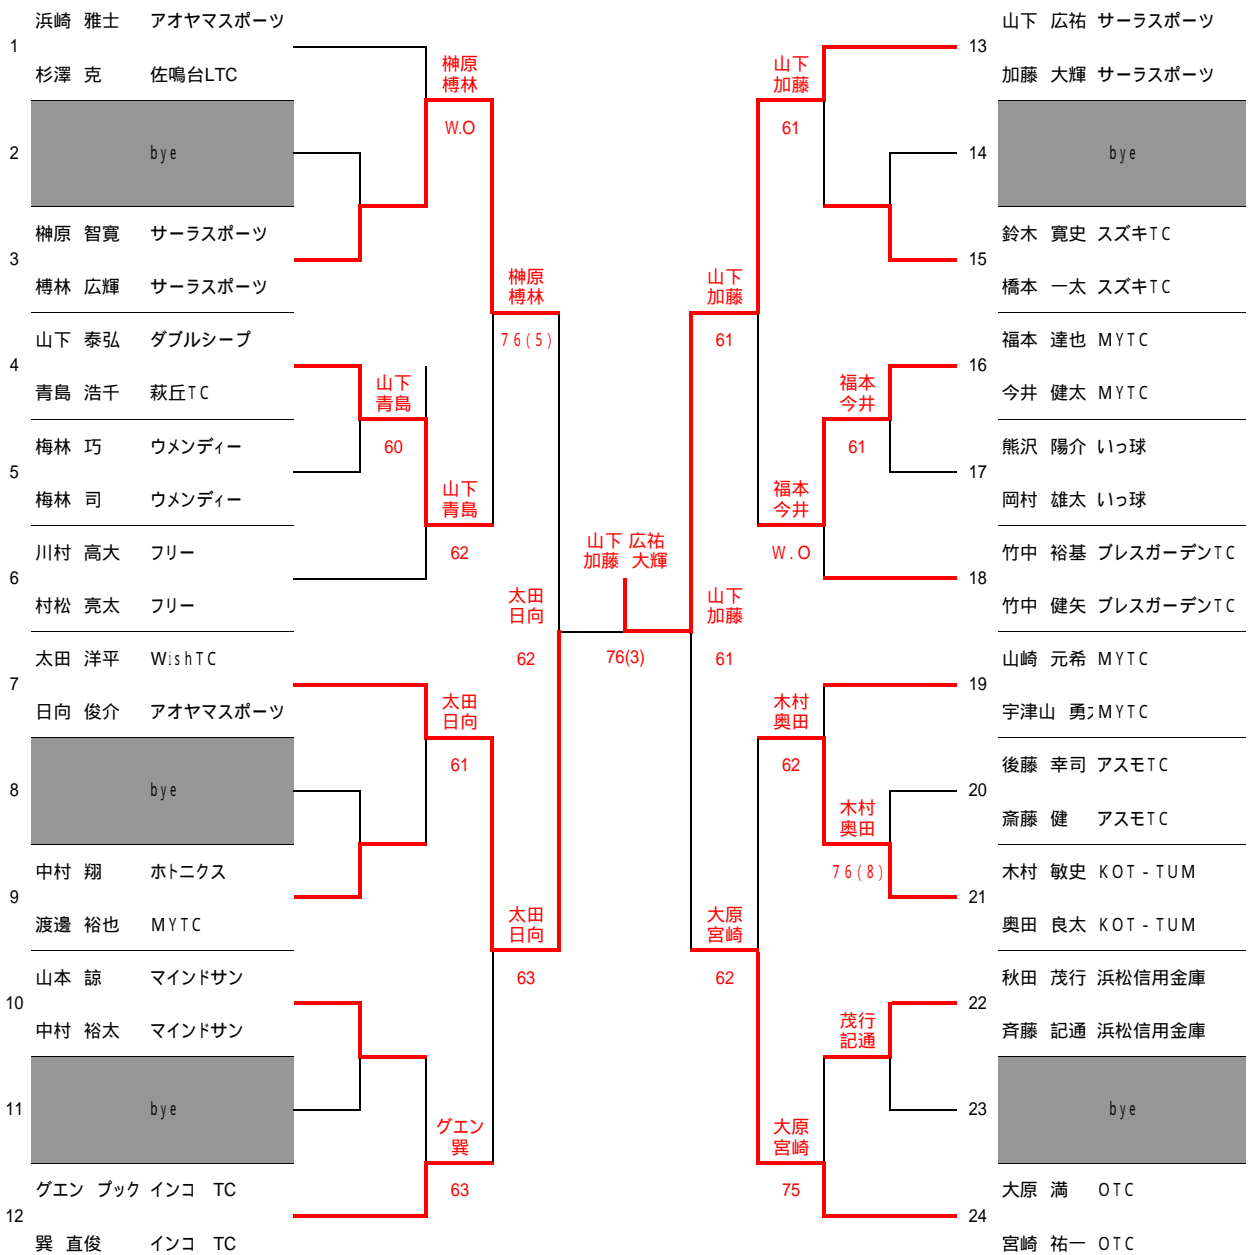 浜崎 雅士 アオヤマスポーツ
1
杉澤 克 佐鳴台LTC
2 bye
榊原 智寛 サーラスポーツ
3
榑林 広輝 サーラスポーツ
山下 泰弘 ダブルシープ
4
青島 浩千 萩丘TC
梅林 巧 ウメンディー
5
梅林 司 ウメンディー
川村 高大 フリー
6
村松 亮太 フリー
太田 洋平 WishTC
7
日向 俊介 アオヤマスポーツ
8 bye
中村 翔 ホトニクス
9
渡邊 裕也 MYTC
山本 諒 マインドサン
10
中村 裕太 マインドサン
11 bye
グエン プック インコ TC
12
巽 直俊 インコ TC
榊原
榑林
W.O
山下
青島
60
山下
青島
62
太田
日向
61
グエン
巽
63
榊原
榑林
76(5)
太田
日向
63
太田
日向
62
山下 広祐
加藤 大輝
76(3)
山下
加藤
61
山下
加藤
61
大原
宮崎
62
山下
加藤
61
福本
今井
W.O
木村
奥田
62
大原
宮崎
75
福本
今井
61
木村
奥田
76(8)
茂行
記通
山下 広祐 サーラスポーツ
13
加藤 大輝 サーラスポーツ
14 bye
鈴木 寛史 スズキTC
15
橋本 一太 スズキTC
福本 達也 MYTC
16
今井 健太 MYTC
熊沢 陽介 いっ球
17
岡村 雄太 いっ球
竹中 裕基 ブレスガーデンTC
18
竹中 健矢 ブレスガーデンTC
山崎 元希 MYTC
19
宇津山 勇 MYTC
後藤 幸司 アスモTC
20
斎藤 健 アスモTC
木村 敏史 KOT-TUM
21
奥田 良太 KOT-TUM
秋田 茂行 浜松信用金庫
22
斉藤 記通 浜松信用金庫
23 bye
大原 満 OTC
24
宮崎 祐一 OTC